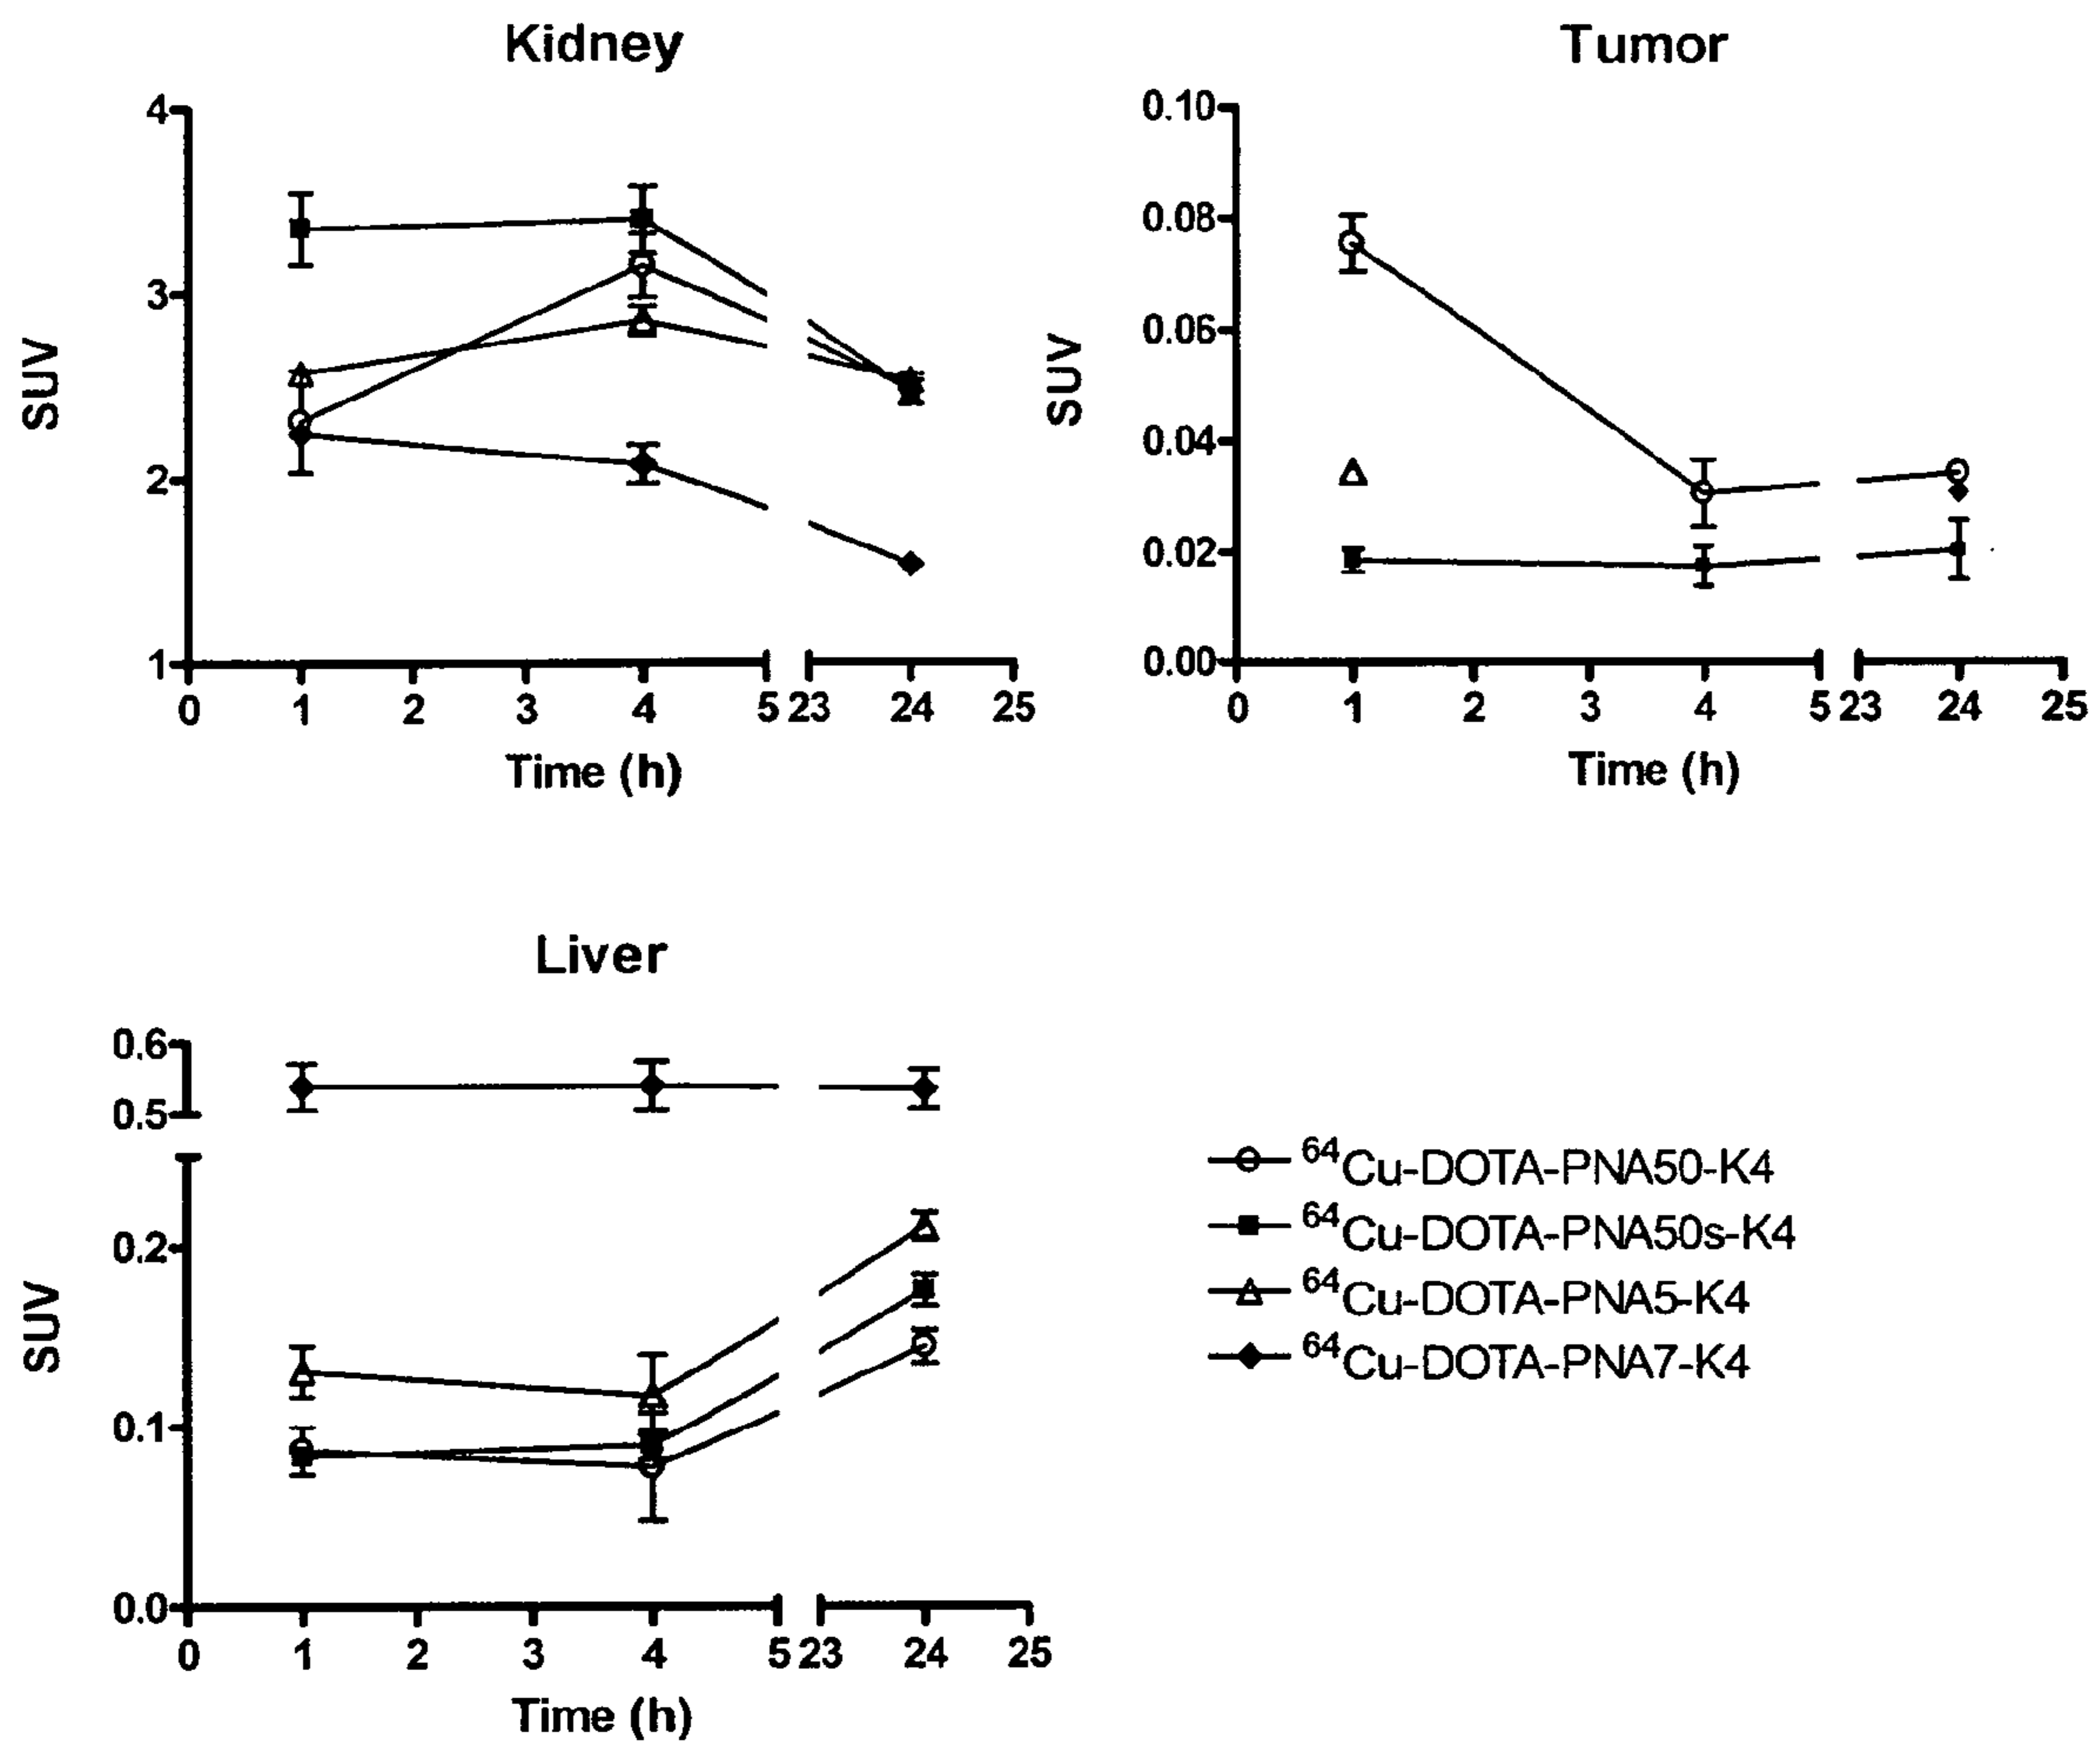 Kidney
4
3
2
1
SUV
0 1 2 3 4 5 23 24 25
Time (h)
Tumor
0.10
0.08
0.06
0.04
0.02
0.00
SUV
0 1 2 3 4 5 23 24 25
Time (h)
Liver
0.6
0.5
0.2
0.1
0.0
SUV
0 1 2 3 4 5 23 24 25
Time (h)
⁶⁴Cu-DOTA-PNA50-K4
⁶⁴Cu-DOTA-PNA50s-K4
⁶⁴Cu-DOTA-PNA5-K4
⁶⁴Cu-DOTA-PNA7-K4